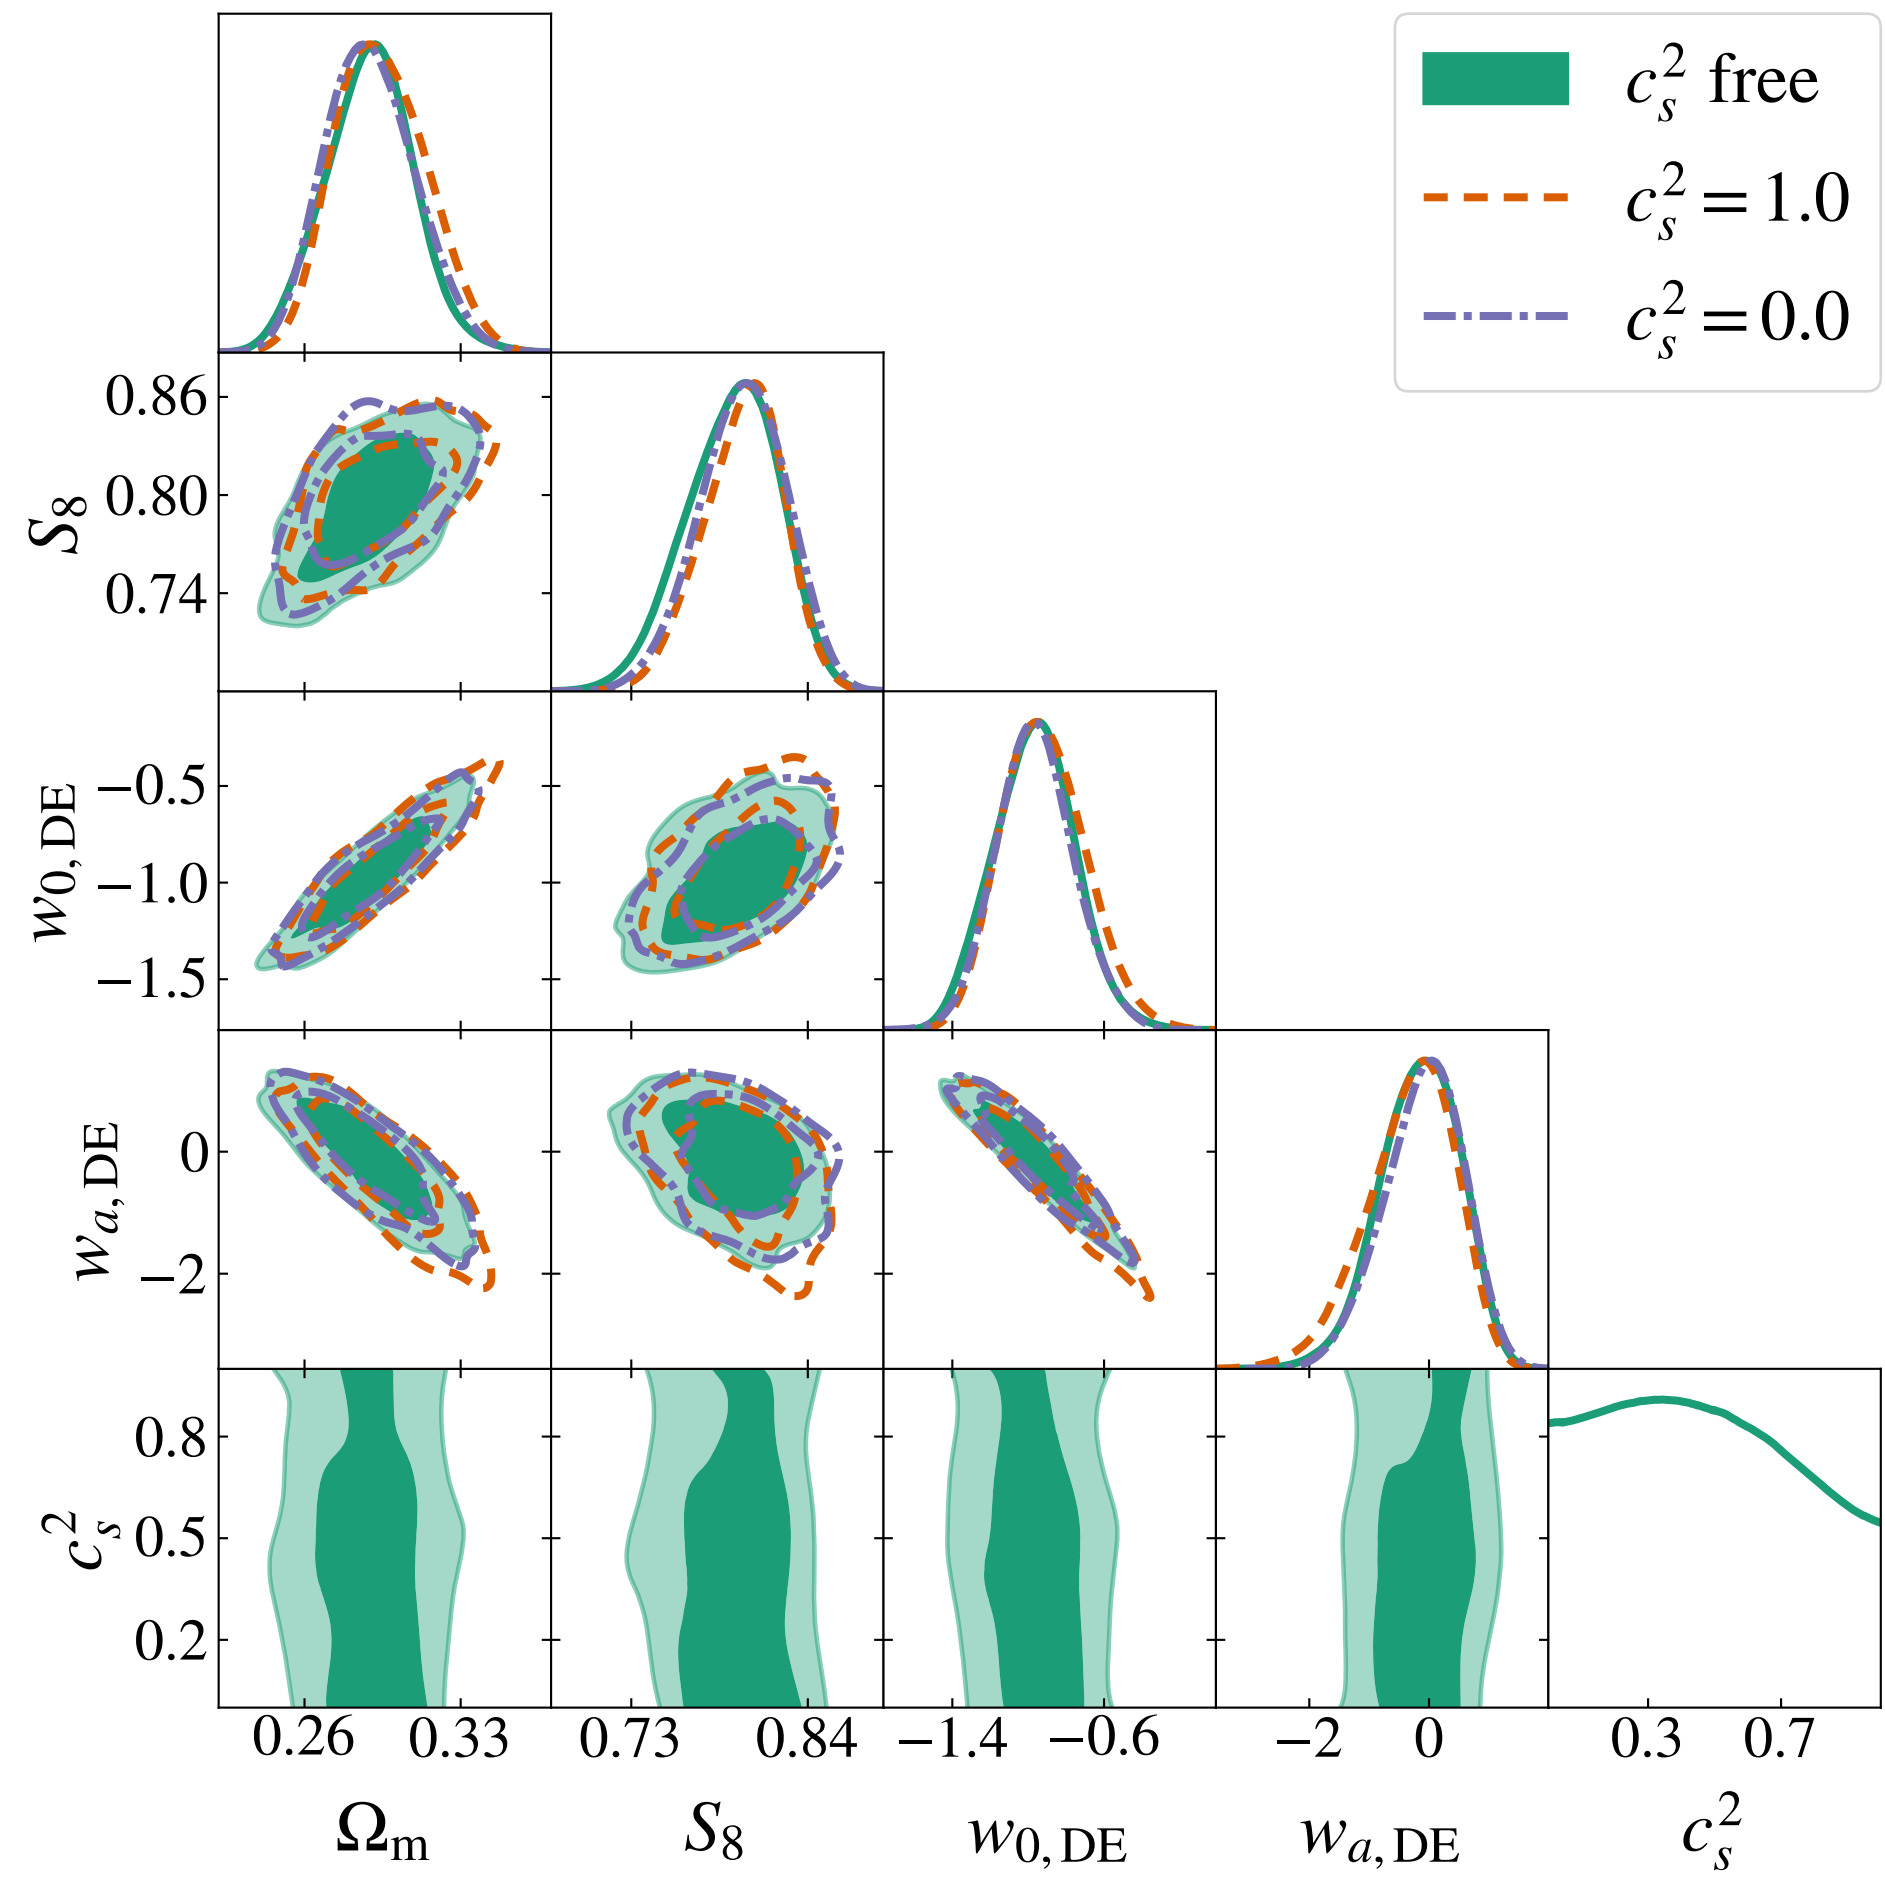 c_s^2 free
c_s^2 = 1.0
c_s^2 = 0.0
0.86
0.80
0.74
S_8
−0.5
−1.0
−1.5
w_{0, DE}
0
−2
w_{a, DE}
0.8
0.5
0.2
c_s^2
0.26 0.33 0.73 0.84 −1.4 −0.6 −2 0 0.3 0.7
Ω_m S_8 w_{0, DE} w_{a, DE} c_s^2